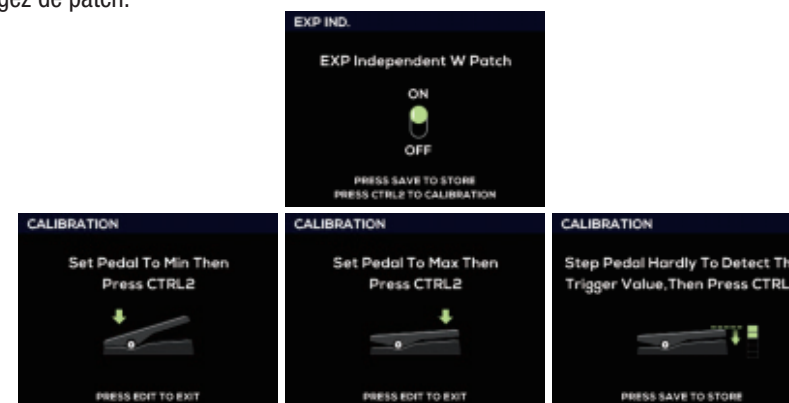 gez de patch.
EXP IND.
EXP Independent W Patch
ON
OFF
PRESS SAVE TO STORE
PRESS CTRL2 TO CALIBRATION
CALIBRATION
Set Pedal To Min Then
Press CTRL2
PRESS EDIT TO EXIT
CALIBRATION
Set Pedal To Max Then
Press CTRL2
PRESS EDIT TO EXIT
CALIBRATION
Step Pedal Hardly To Detect Th
Trigger Value,Then Press CTRL
PRESS SAVE TO STORE